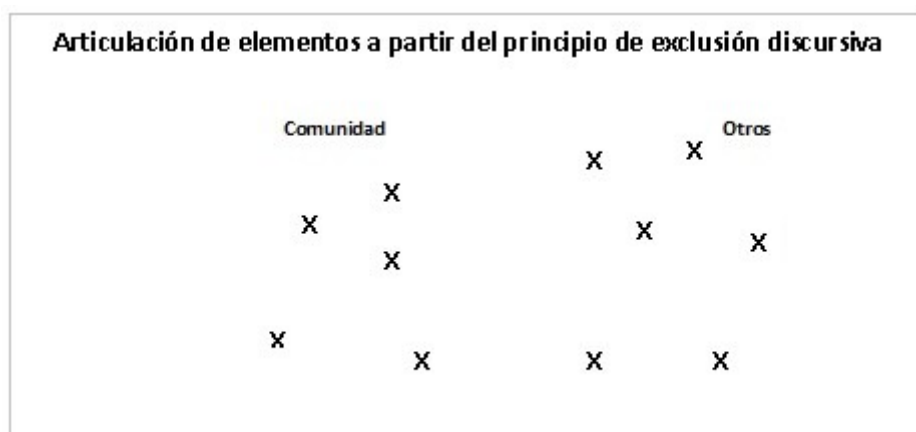 Articulación de elementos a partir del principio de exclusión discursiva
Comunidad Otros
X X
X
X X
X
X
X
X X X